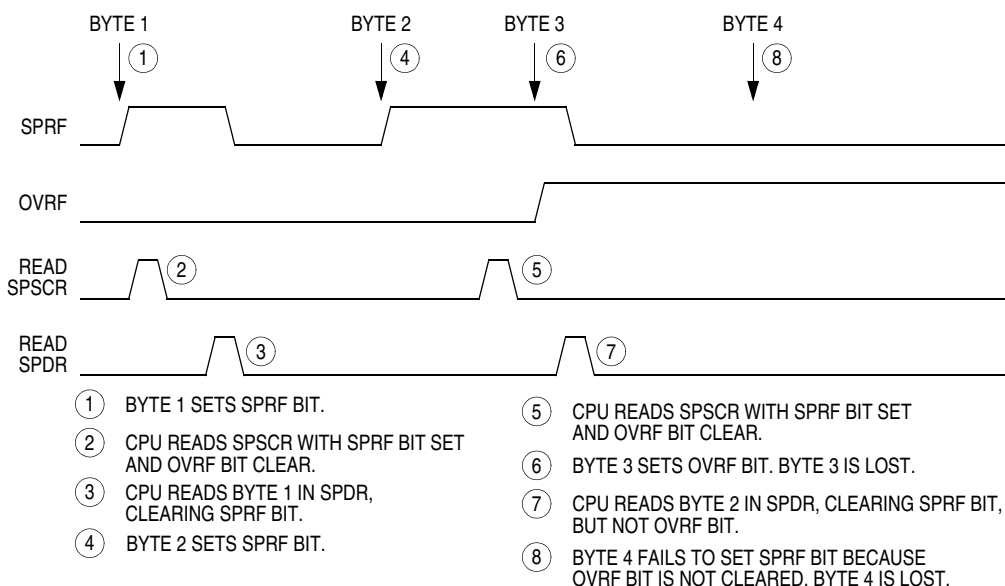 BYTE 1
BYTE 2
BYTE 3
BYTE 4
1
4
6
8
SPRF
OVRF
READ
SPSCR
2
5
READ
SPDR
3
7
1 BYTE 1 SETS SPRF BIT.
2 CPU READS SPSCR WITH SPRF BIT SET
AND OVRF BIT CLEAR.
3 CPU READS BYTE 1 IN SPDR,
CLEARING SPRF BIT.
4 BYTE 2 SETS SPRF BIT.
5 CPU READS SPSCR WITH SPRF BIT SET
AND OVRF BIT CLEAR.
6 BYTE 3 SETS OVRF BIT. BYTE 3 IS LOST.
7 CPU READS BYTE 2 IN SPDR, CLEARING SPRF BIT,
BUT NOT OVRF BIT.
8 BYTE 4 FAILS TO SET SPRF BIT BECAUSE
OVRF BIT IS NOT CLEARED. BYTE 4 IS LOST.